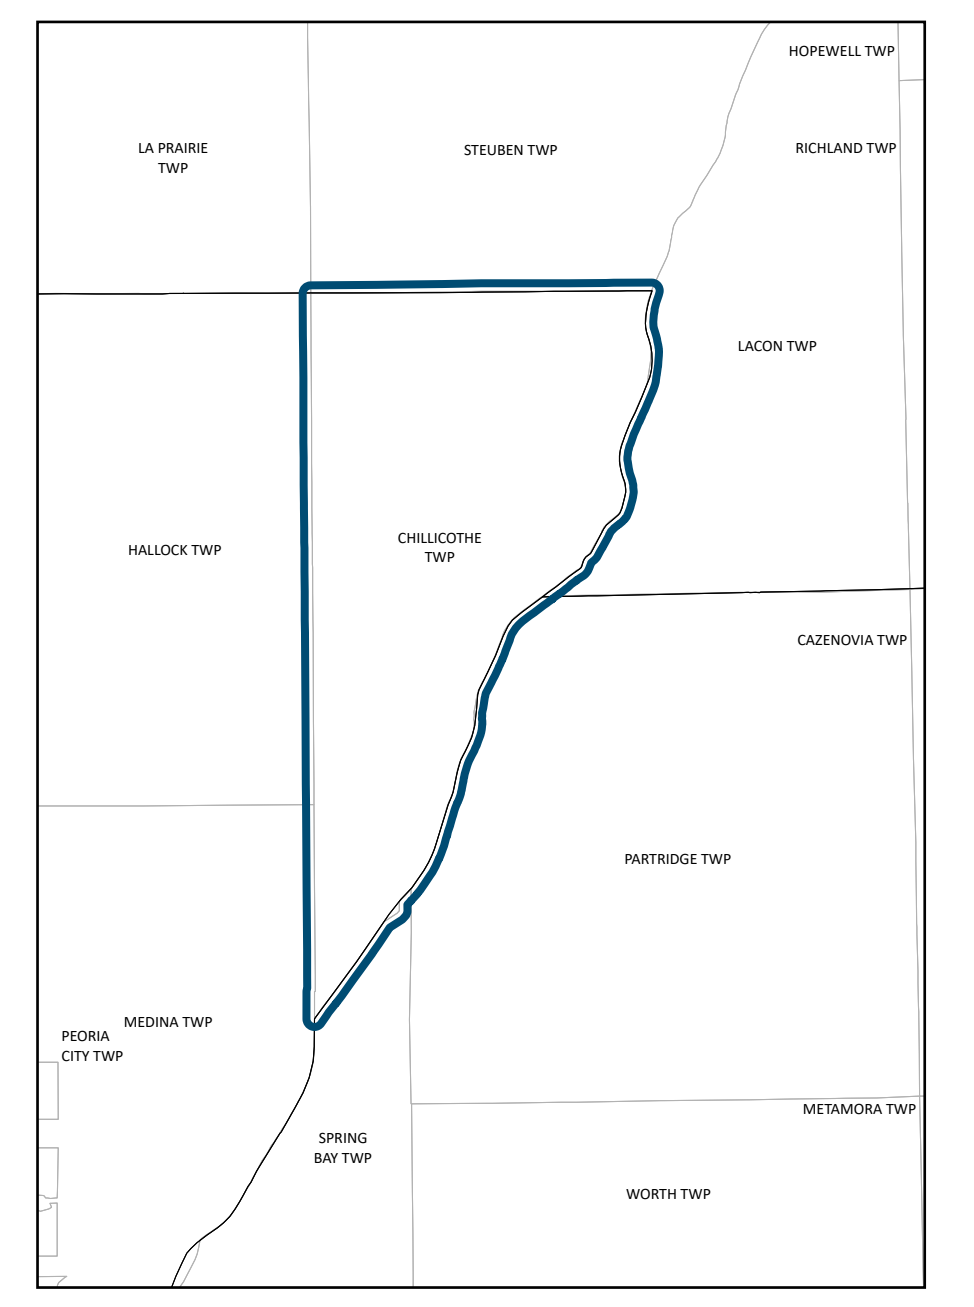 HOPEWELL TWP
LA PRAIRIE
TWP
STEUBEN TWP
RICHLAND TWP
LACON TWP
HALLOCK TWP
CHILLICOTHE
TWP
CAZENOVIA TWP
PARTRIDGE TWP
MEDINA TWP
PEORIA
CITY TWP
METAMORA TWP
SPRING
BAY TWP
WORTH TWP